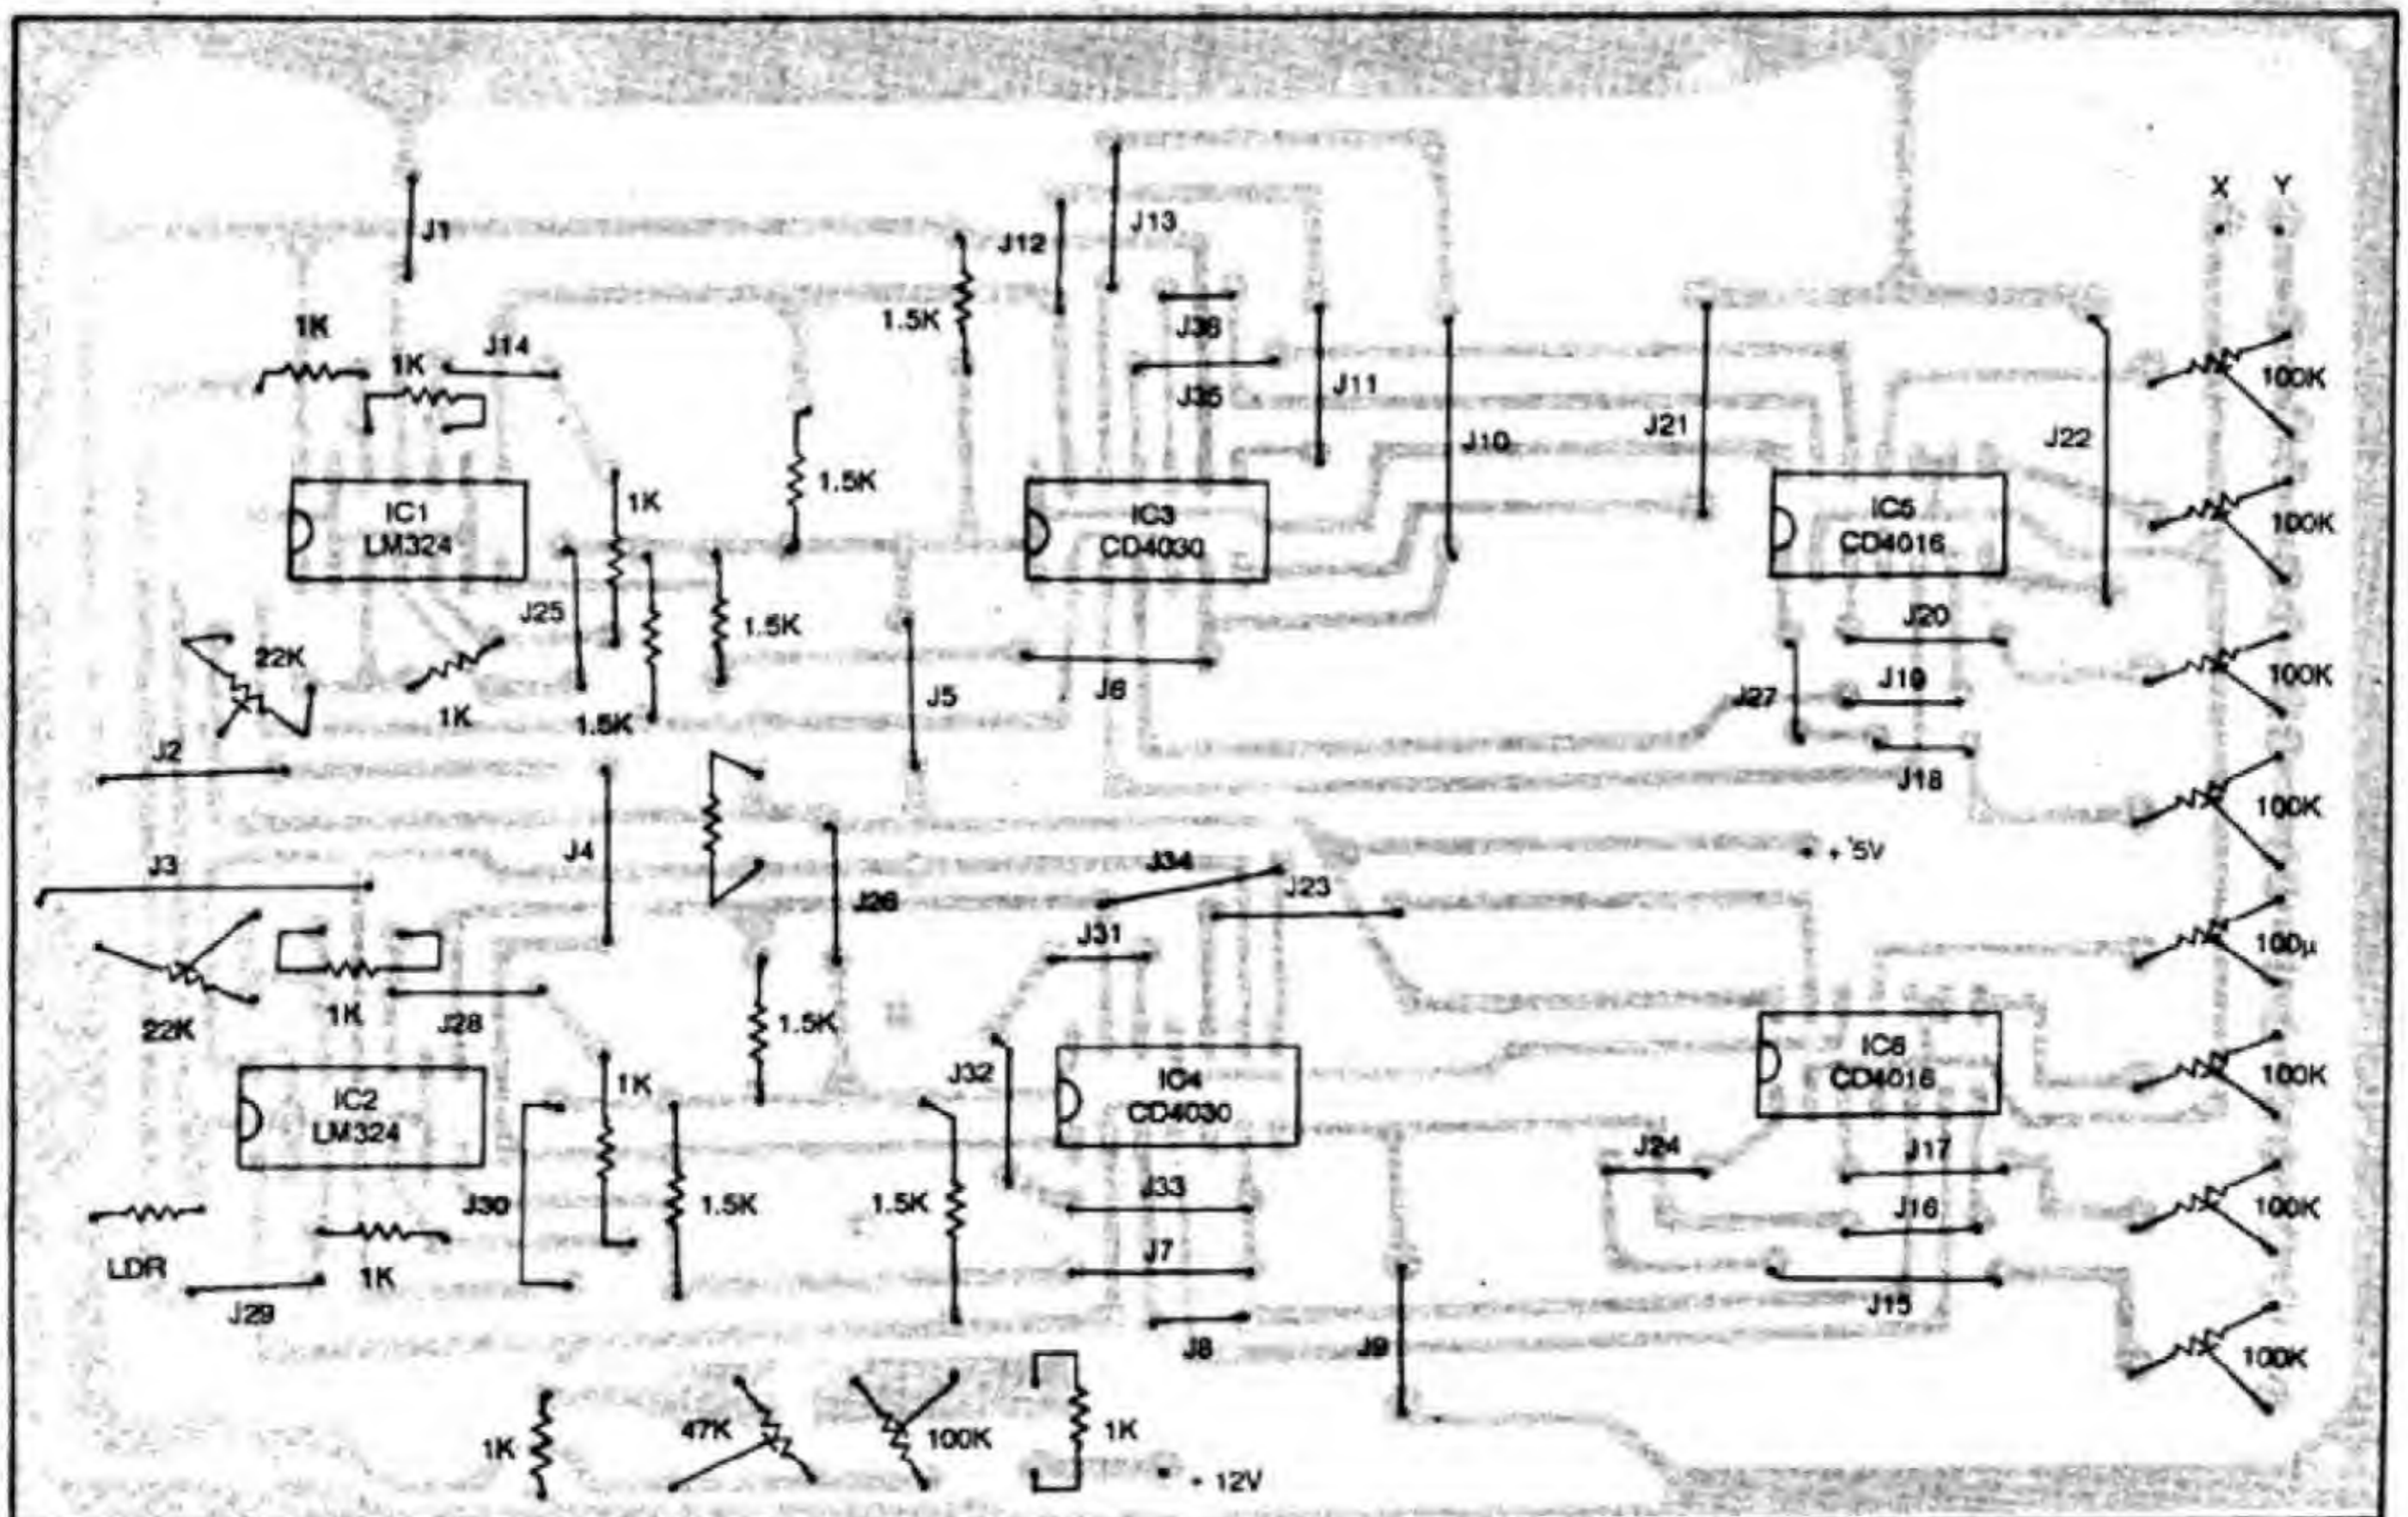 X Y
J1
J12
J13
1K
1.5K
J36
J14
1K
J35
J11
100K
J21
J22
J10
1.5K
1K
IC1
LM324
IC3
CD4030
IC5
CD4016
100K
J25
1.5K
J20
22K
J5
J6
J27
J19
100K
1K
1.5K
J2
J18
100K
J3
J4
J34
+ 5V
J23
J26
J31
100μ
1K
22K
J28
1.5K
J32
1K
IC2
LM324
IC4
CD4030
IC6
CD4016
100K
J24
J17
J30
1.5K
1.5K
J33
J16
100K
LDR
1K
J7
J29
J15
J8
J9
100K
1K
47K
100K
1K
+ 12V